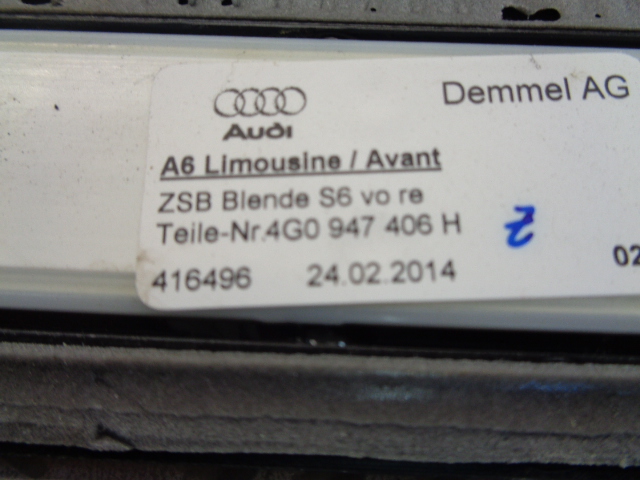 Demmel AG
Audi
A6 Limousine / Avant
ZSB Blende S6 vo re
Teile-Nr.4G0 947 406 H
Z
02
416496 24.02.2014